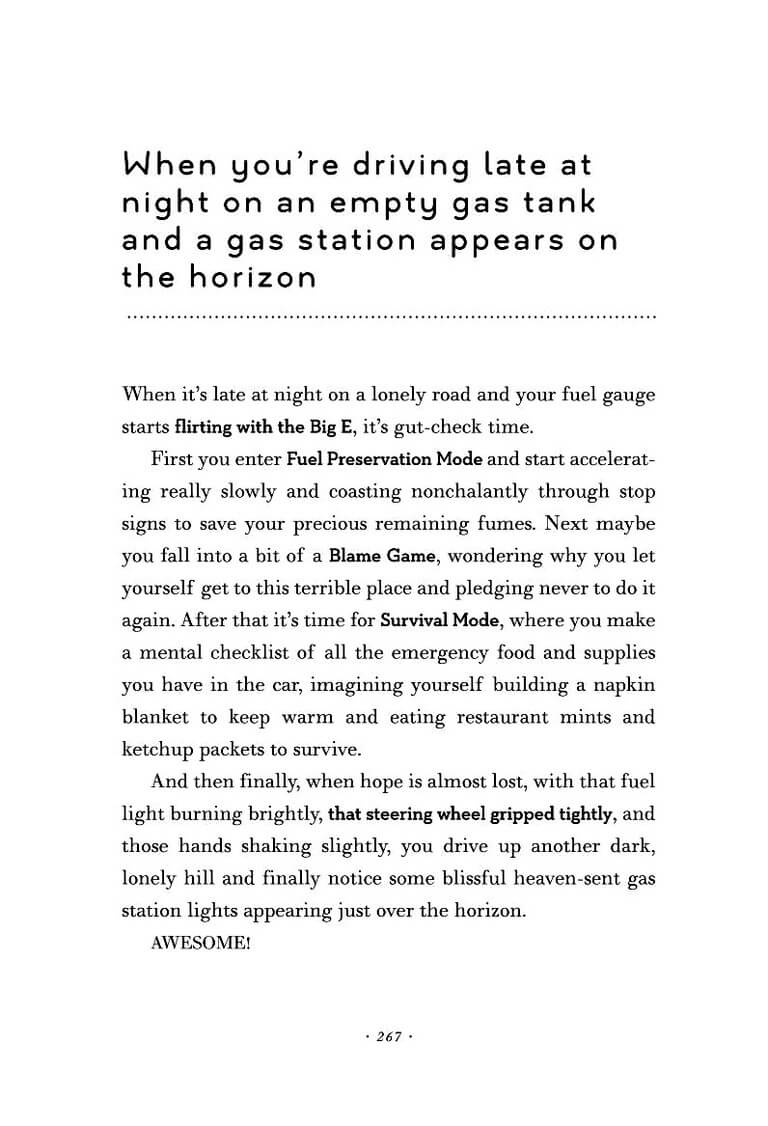 When you're driving late at
night on an empty gas tank
and a gas station appears on
the horizon
When it's late at night on a lonely road and your fuel gauge
starts flirting with the Big E, it's gut-check time.
First you enter Fuel Preservation Mode and start accelerat-
ing really slowly and coasting nonchalantly through stop
signs to save your precious remaining fumes. Next maybe
you fall into a bit of a Blame Game, wondering why you let
yourself get to this terrible place and pledging never to do it
again. After that it's time for Survival Mode, where you make
a mental checklist of all the emergency food and supplies
you have in the car, imagining yourself building a napkin
blanket to keep warm and eating restaurant mints and
ketchup packets to survive.
And then finally, when hope is almost lost, with that fuel
light burning brightly, that steering wheel gripped tightly, and
those hands shaking slightly, you drive up another dark,
lonely hill and finally notice some blissful heaven-sent gas
station lights appearing just over the horizon.
AWESOME!
· 267 ·